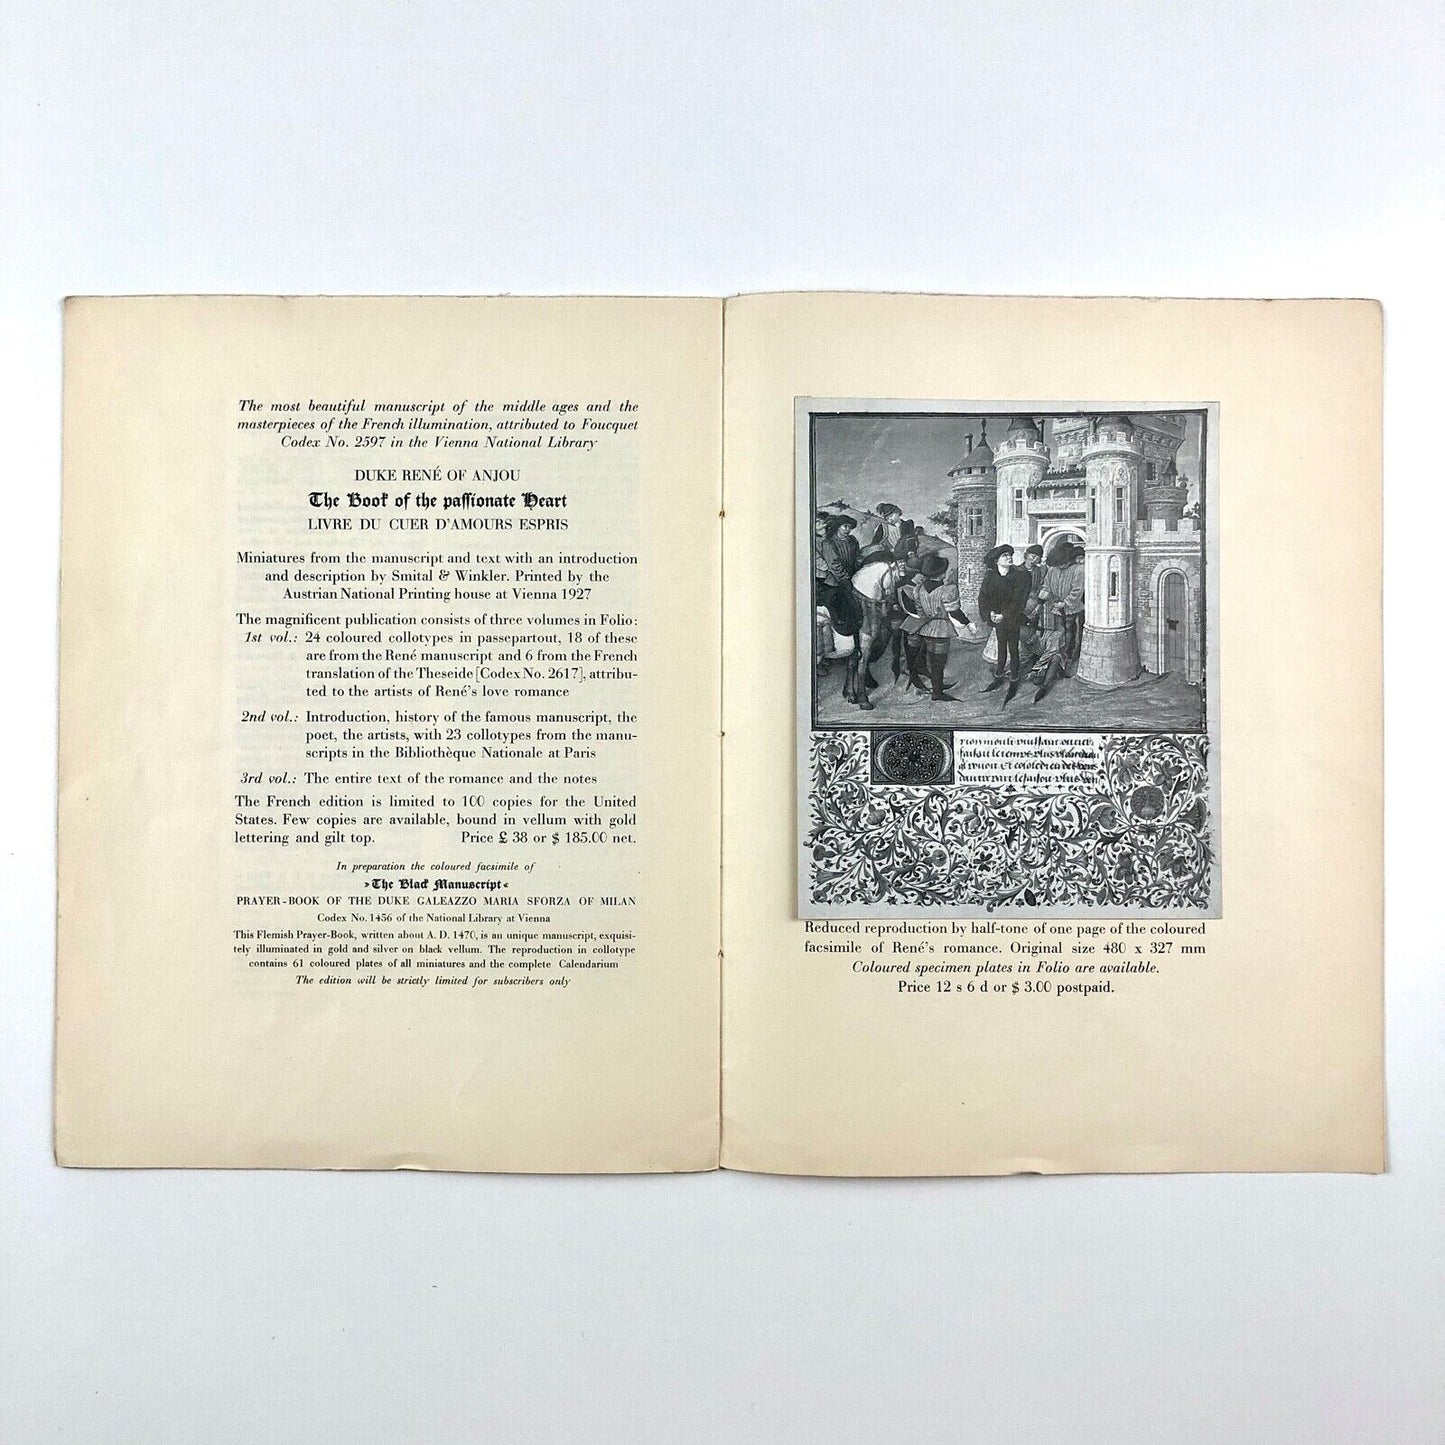 The most beautiful manuscript of the middle ages and the
masterpieces of the French illumination, attributed to Foucquet
Codex No. 2597 in the Vienna National Library
DUKE RENÉ OF ANJOU
The Book of the passionate Heart
LIVRE DU CUER D'AMOURS ESPRIS
Miniatures from the manuscript and text with an introduction
and description by Smital & Winkler. Printed by the
Austrian National Printing house at Vienna 1927
The magnificent publication consists of three volumes in Folio:
1st vol.: 24 coloured collotypes in passepartout, 18 of these
are from the René manuscript and 6 from the French
translation of the Theseide [Codex No. 2617], attribu-
ted to the artists of René's love romance
2nd vol.: Introduction, history of the famous manuscript, the
poet, the artists, with 23 collotypes from the manu-
scripts in the Bibliothèque Nationale at Paris
3rd vol.: The entire text of the romance and the notes
The French edition is limited to 100 copies for the United
States. Few copies are available, bound in vellum with gold
lettering and gilt top. Price £ 38 or $ 185.00 net.
In preparation the coloured facsimile of
»The Black Manuscript«
PRAYER-BOOK OF THE DUKE GALEAZZO MARIA SFORZA OF MILAN
Codex No. 1456 of the National Library at Vienna
This Flemish Prayer-Book, written about A. D. 1470, is an unique manuscript, exquisi-
tely illuminated in gold and silver on black vellum. The reproduction in collotype
contains 61 coloured plates of all miniatures and the complete Calendarium
The edition will be strictly limited for subscribers only
Reduced reproduction by half-tone of one page of the coloured
facsimile of René's romance. Original size 480 x 327 mm
Coloured specimen plates in Folio are available.
Price 12 s 6 d or $ 3.00 postpaid.